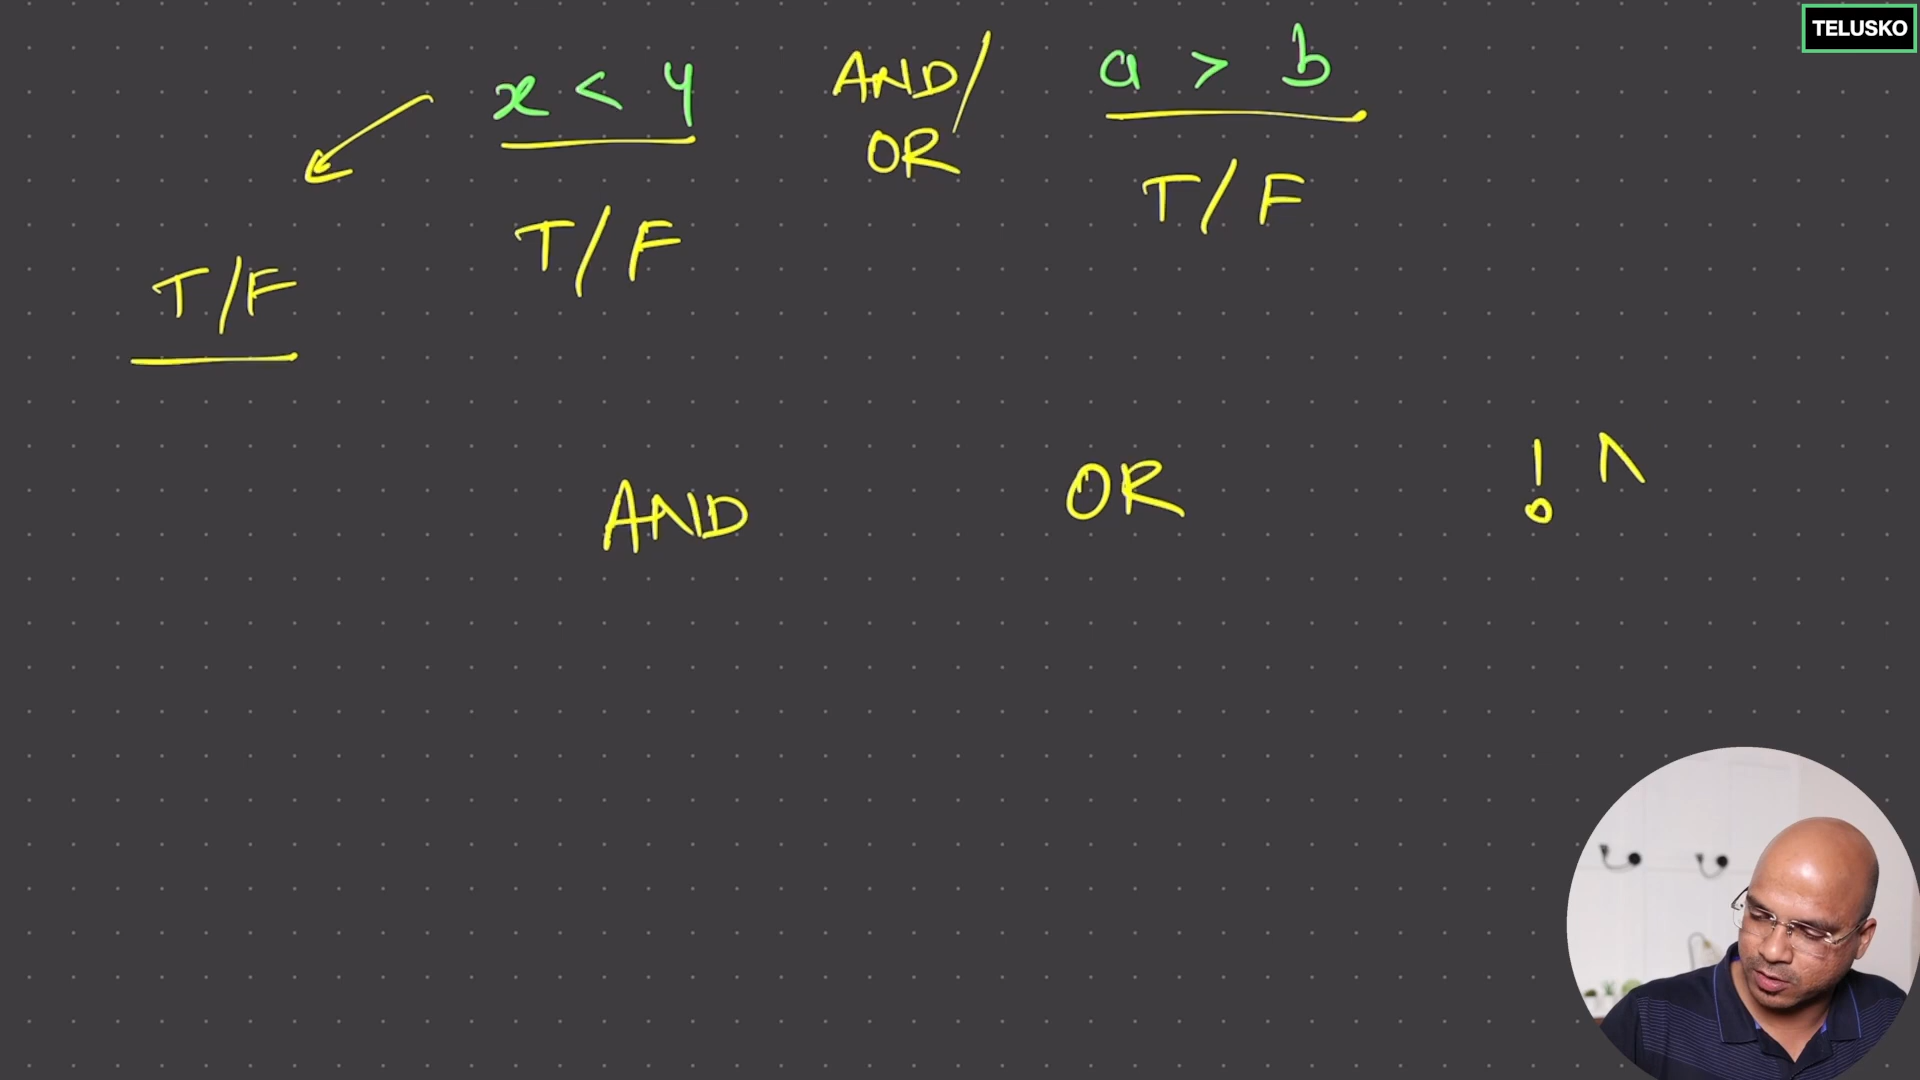 TELUSKO
x < y AND/ a > b
OR
T/F T/F
T/F
AND OR !